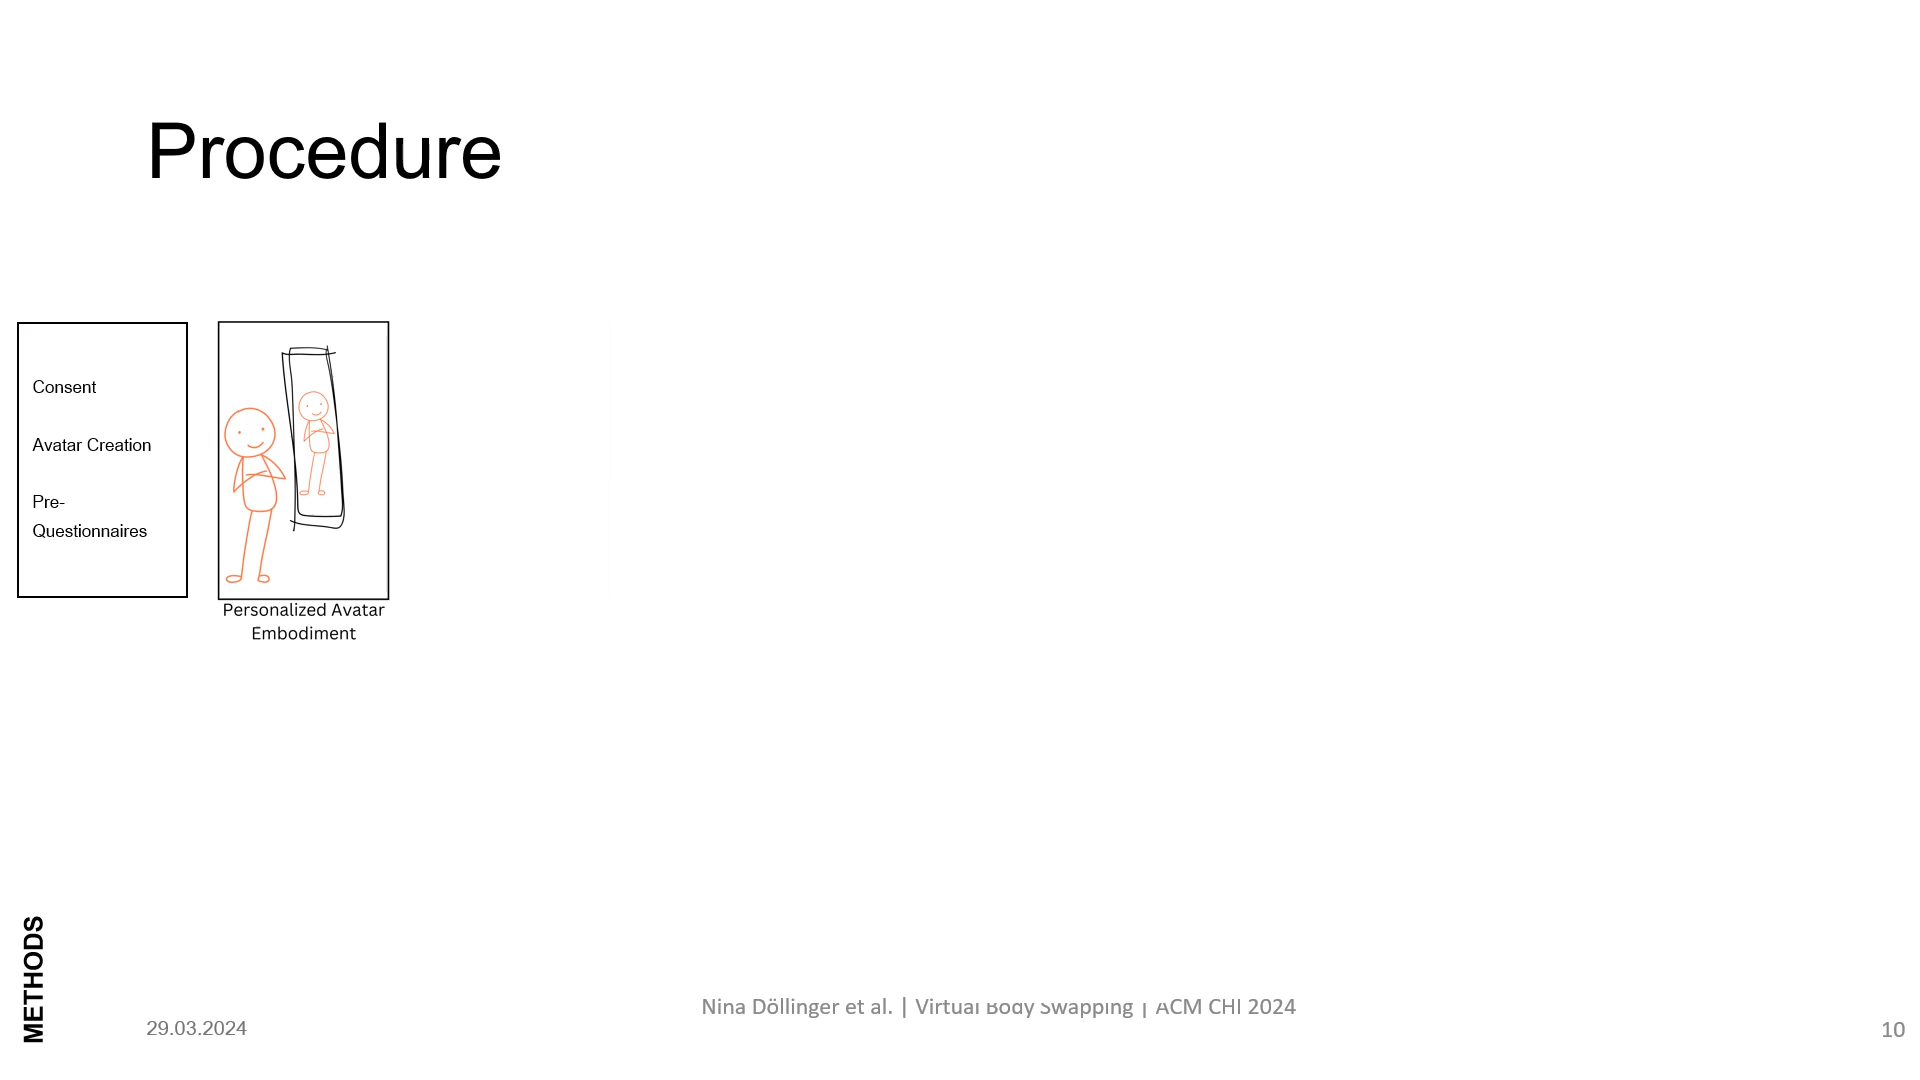 Procedure
Consent
Avatar Creation
Pre-
Questionnaires
Personalized Avatar
Embodiment
METHODS
29.03.2024
Nina Döllinger et al. | Virtual Body Swapping | ACM CHI 2024
10